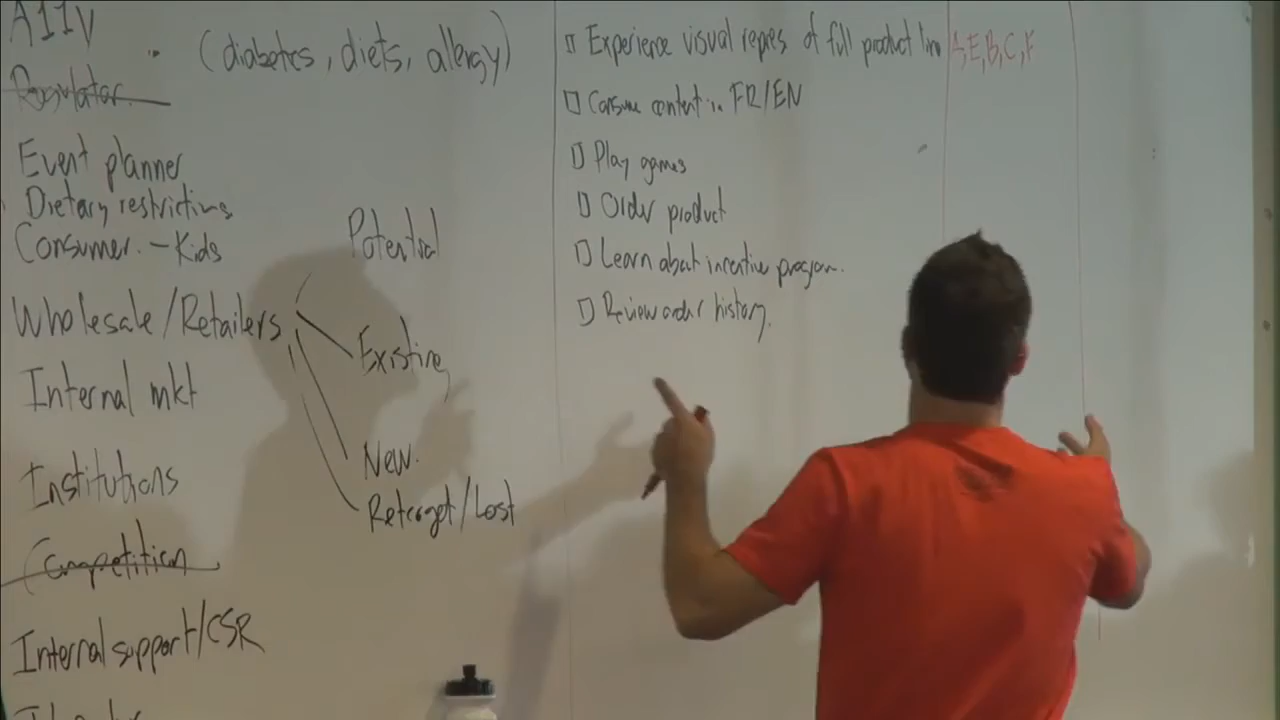 A11y
(diabetes, diets, allergy)
Regulator
Event planner
Dietary restrictions
Consumer. - Kids
Wholesale/Retailers
Potential
Existing
New.
Retarget/Lost
Internal mkt
Institutions
Competition
Internal support/CSR
Experience visual repres of full product line
A,E,B,C,F
Consume content in FR/EN
Play games
Order product
Learn about incentive program.
Review order history.